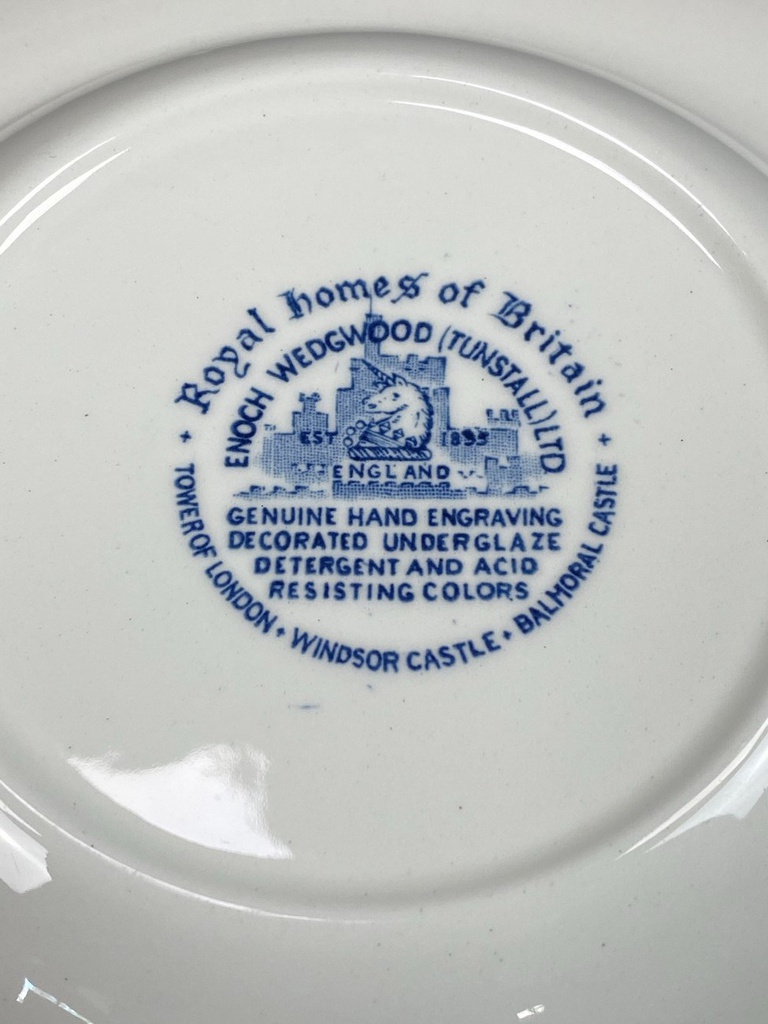 Royal homes of Britain
ENOCH WEDGWOOD (TUNSTALL) LTD
TM
EST 1835
ENGLAND
GENUINE HAND ENGRAVING
DECORATED UNDERGLAZE
DETERGENT AND ACID
RESISTING COLORS
TOWER OF LONDON • WINDSOR CASTLE • BALMORAL CASTLE